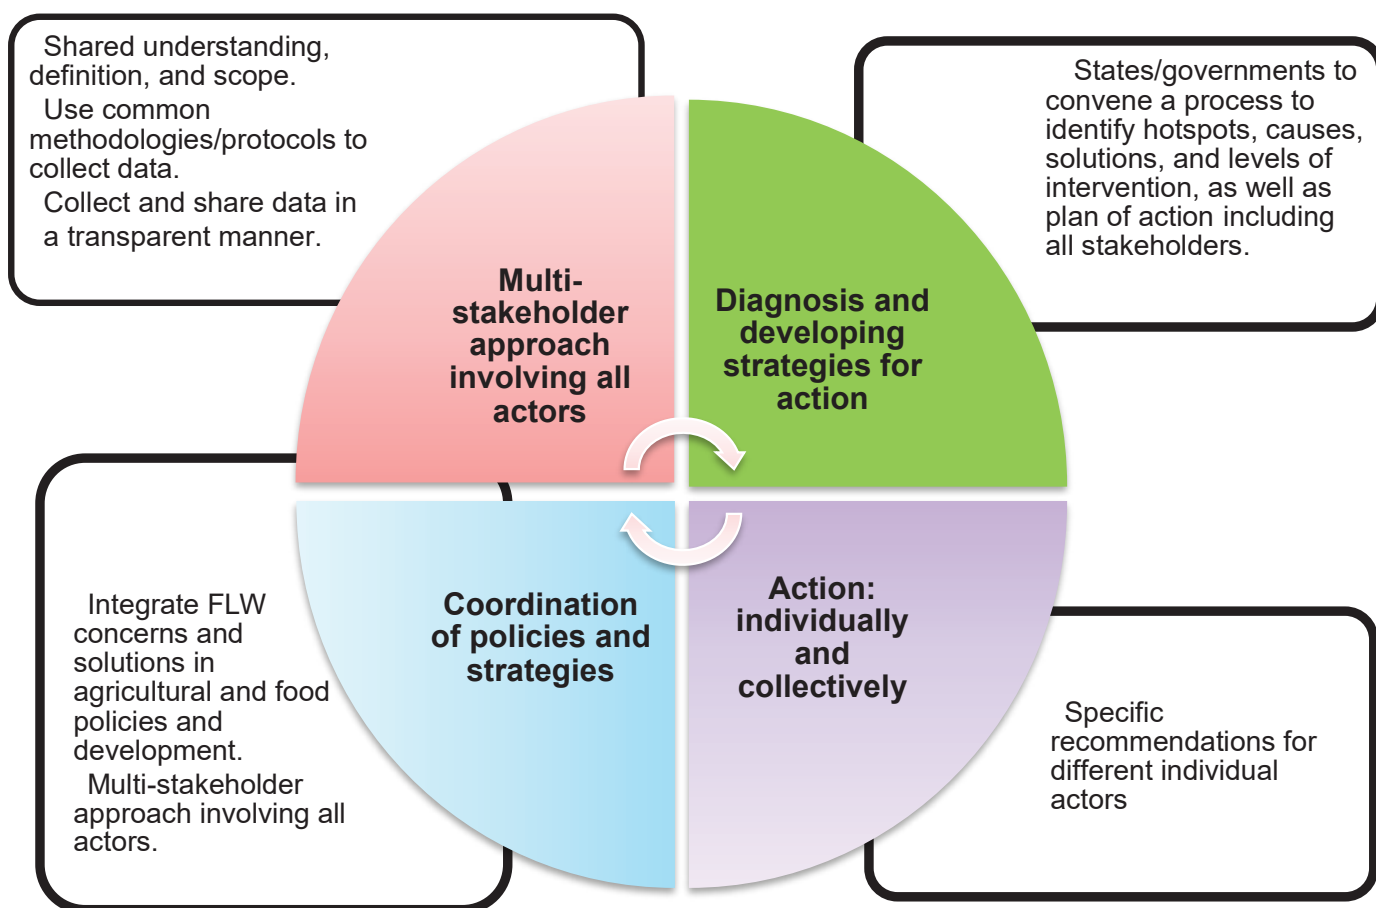 Shared understanding,
definition, and scope.
Use common
methodologies/protocols to
collect data.
Collect and share data in
a transparent manner.
States/governments to
convene a process to
identify hotspots, causes,
solutions, and levels of
intervention, as well as
plan of action including
all stakeholders.
Multi-
stakeholder
approach
involving all
actors
Diagnosis and
developing
strategies for
action
Coordination
of policies and
strategies
Action:
individually
and
collectively
Integrate FLW
concerns and
solutions in
agricultural and food
policies and
development.
Multi-stakeholder
approach involving all
actors.
Specific
recommendations for
different individual
actors